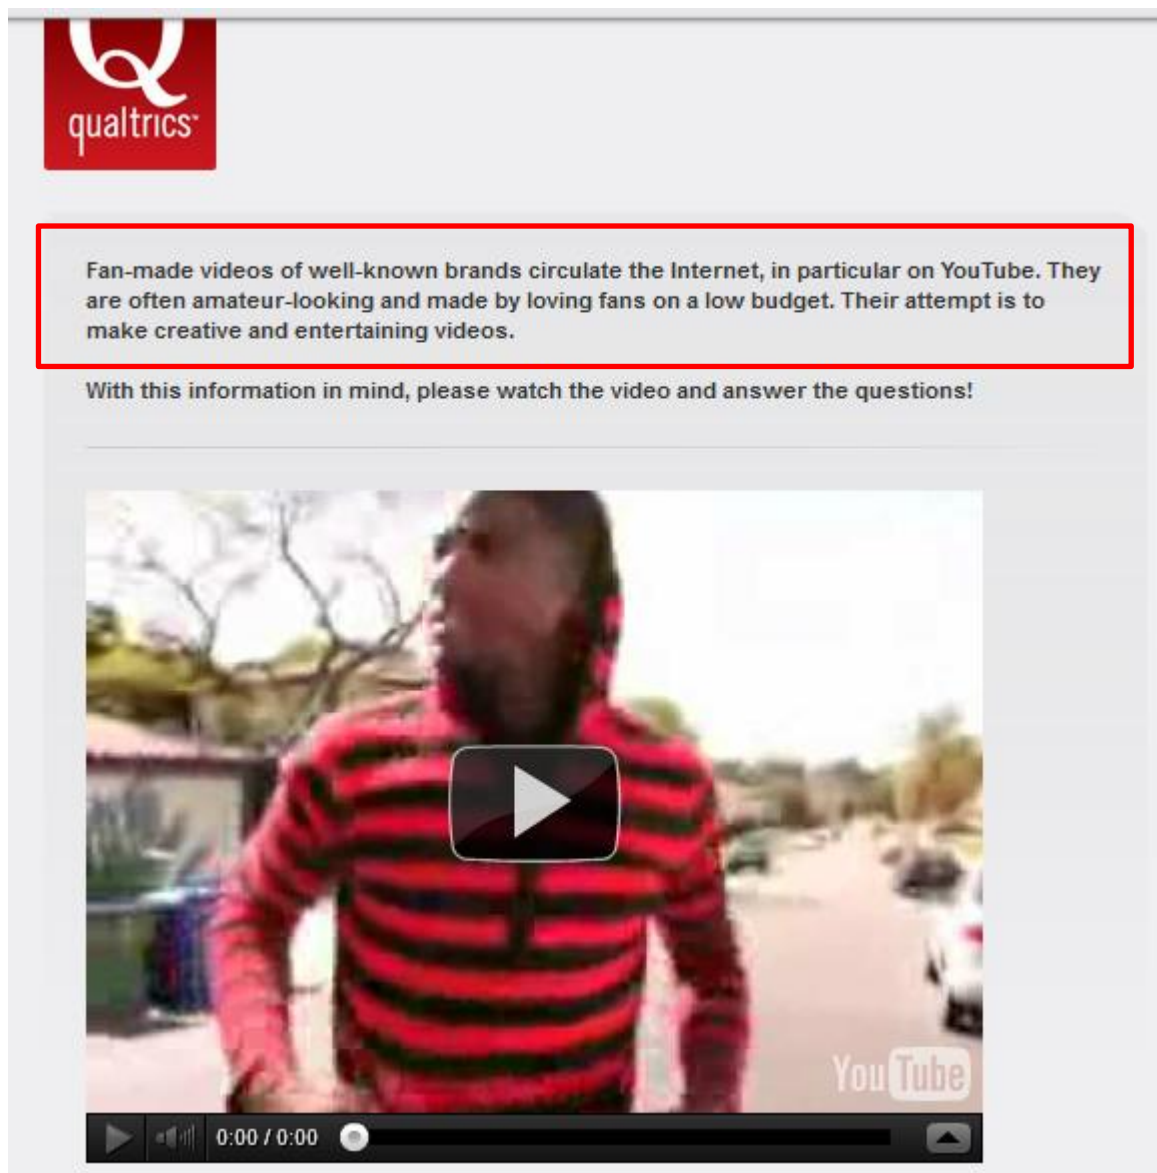 Q
qualtrics™
Fan-made videos of well-known brands circulate the Internet, in particular on YouTube. They
are often amateur-looking and made by loving fans on a low budget. Their attempt is to
make creative and entertaining videos.
With this information in mind, please watch the video and answer the questions!
YouTube
0:00 / 0:00